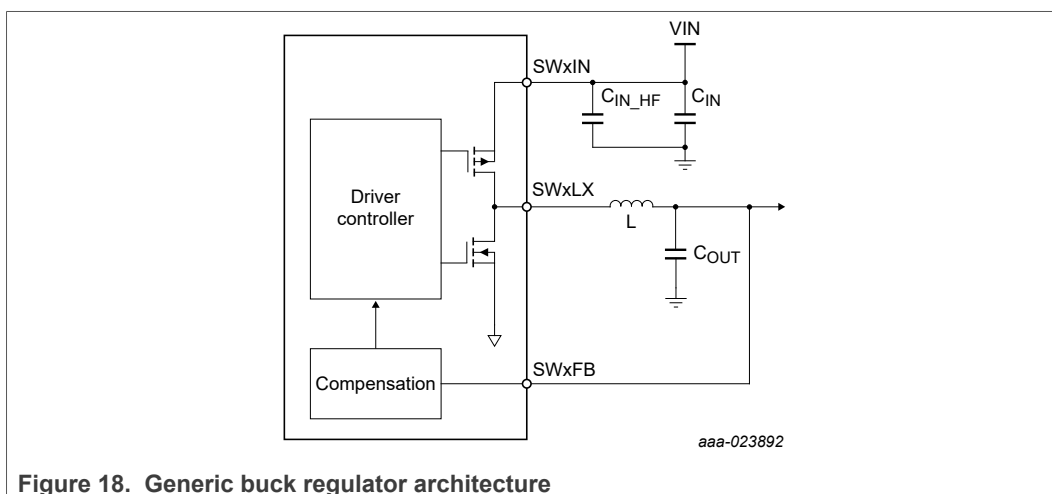 VIN
SWxIN
CIN_HF
CIN
Driver
controller
SWxLX
L
COUT
Compensation
SWxFB
aaa-023892
Figure 18. Generic buck regulator architecture